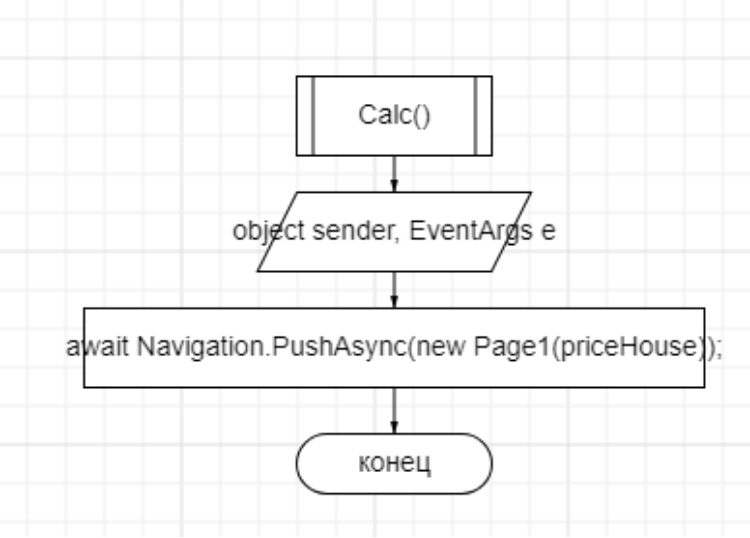 Calc()
object sender, EventArgs e
await Navigation.PushAsync(new Page1(priceHouse));
конец